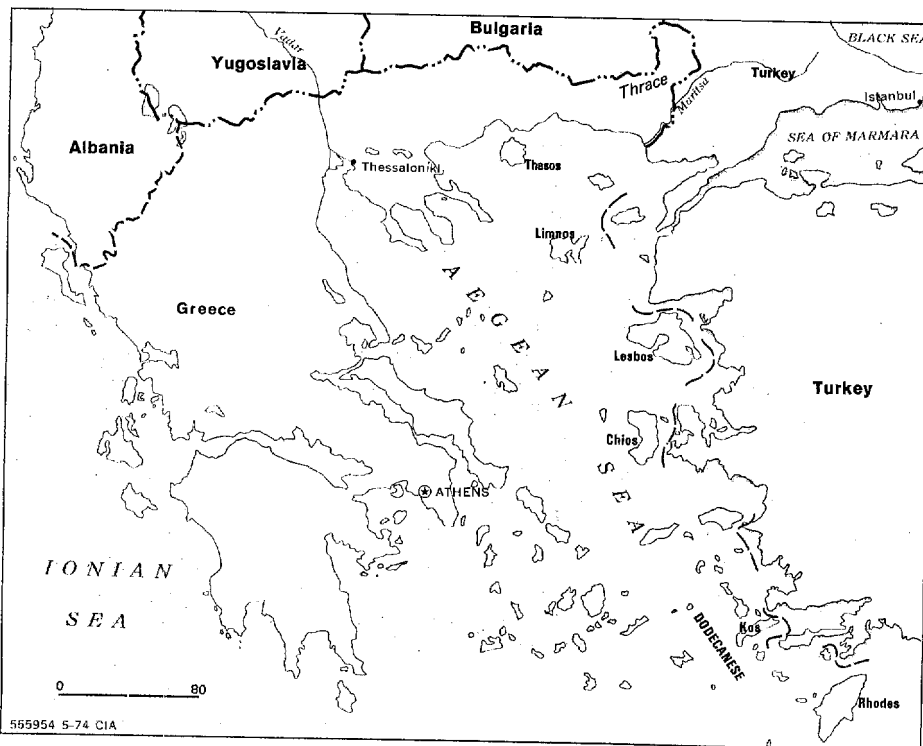 Bulgaria
BLACK SEA
Vadar
Yugoslavia
Thrace
Maritsa
Turkey
Istanbul
SEA OF MARMARA
Albania
Thessaloniki
Thasos
Limnos
AEGEAN SEA
Greece
Lesbos
Turkey
Chios
ATHENS
IONIAN
SEA
DODECANESE
Kos
Rhodes
0 80
555954 5-74 CIA